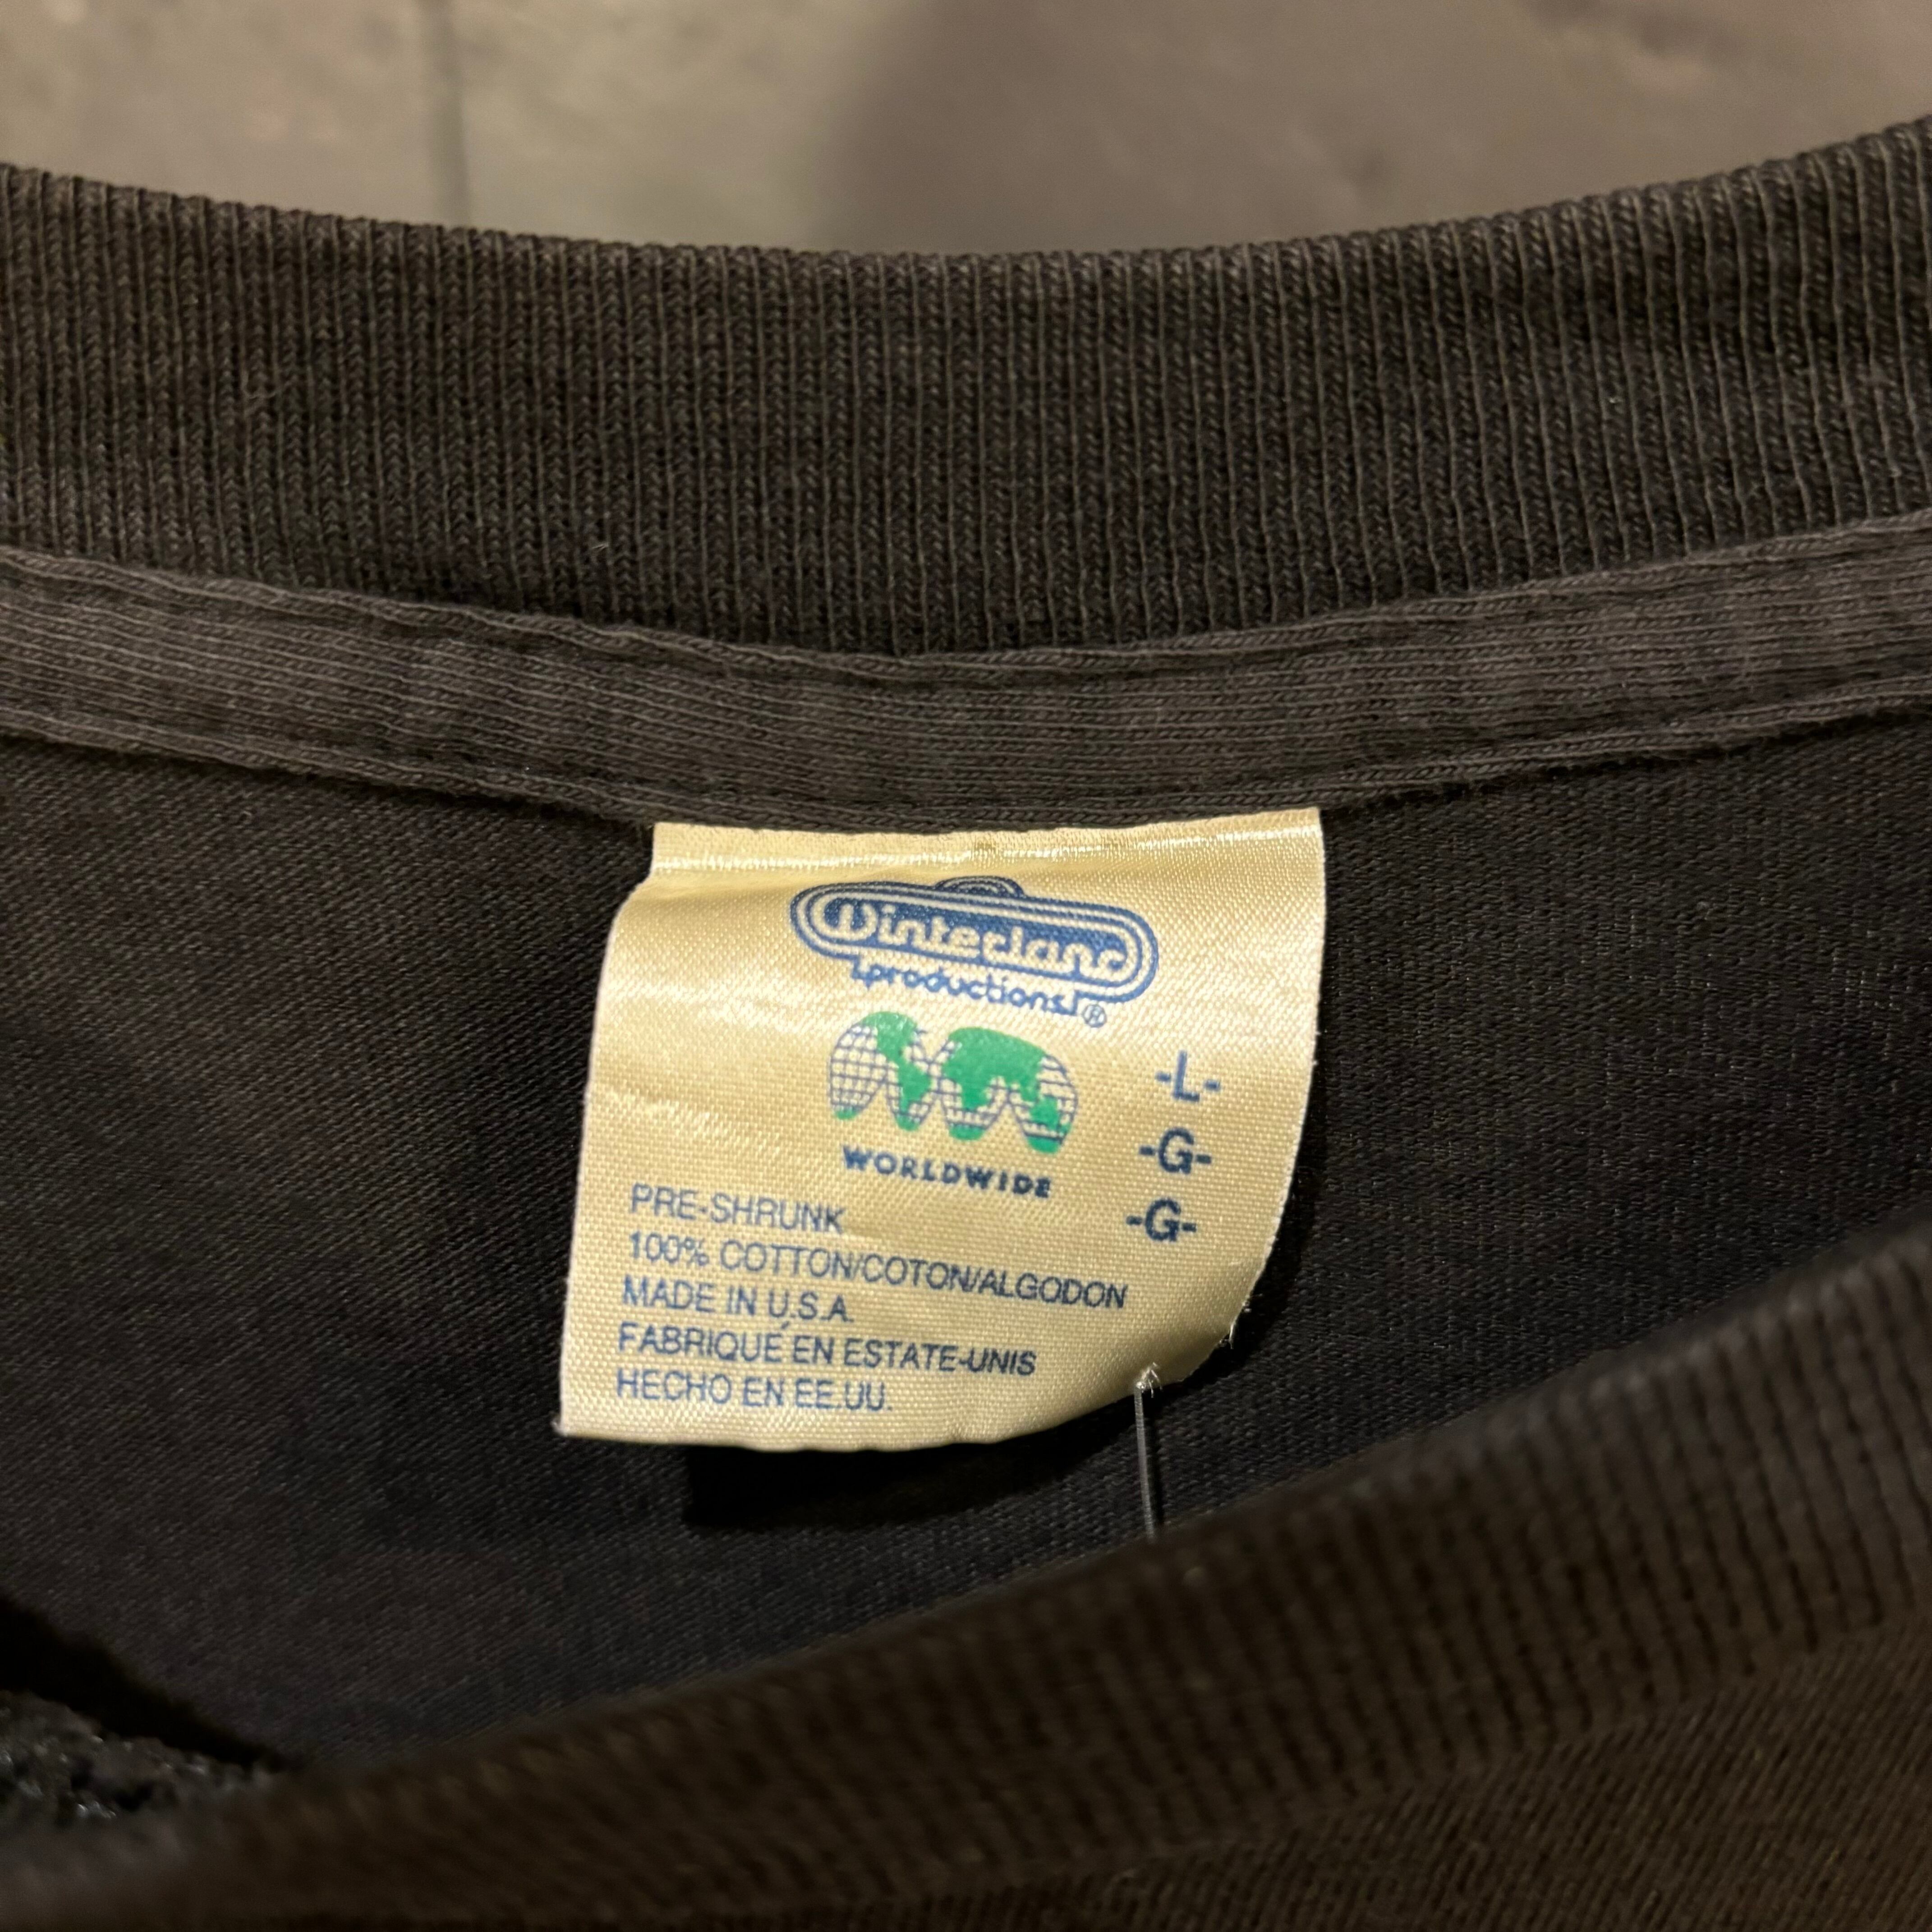 Winterland
productions®
WORLDWIDE
-L-
-G-
-G-
PRE-SHRUNK
100% COTTON/COTON/ALGODON
MADE IN U.S.A.
FABRIQUÉ EN ESTATE-UNIS
HECHO EN EE.UU.